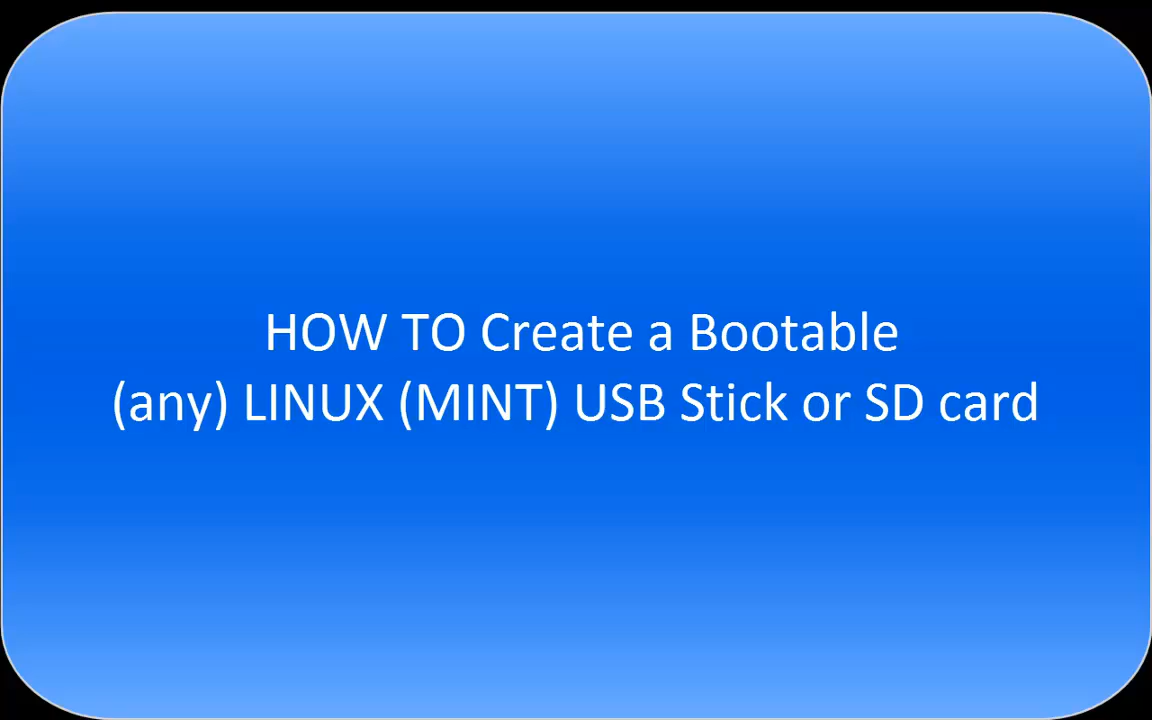 HOW TO Create a Bootable
(any) LINUX (MINT) USB Stick or SD card